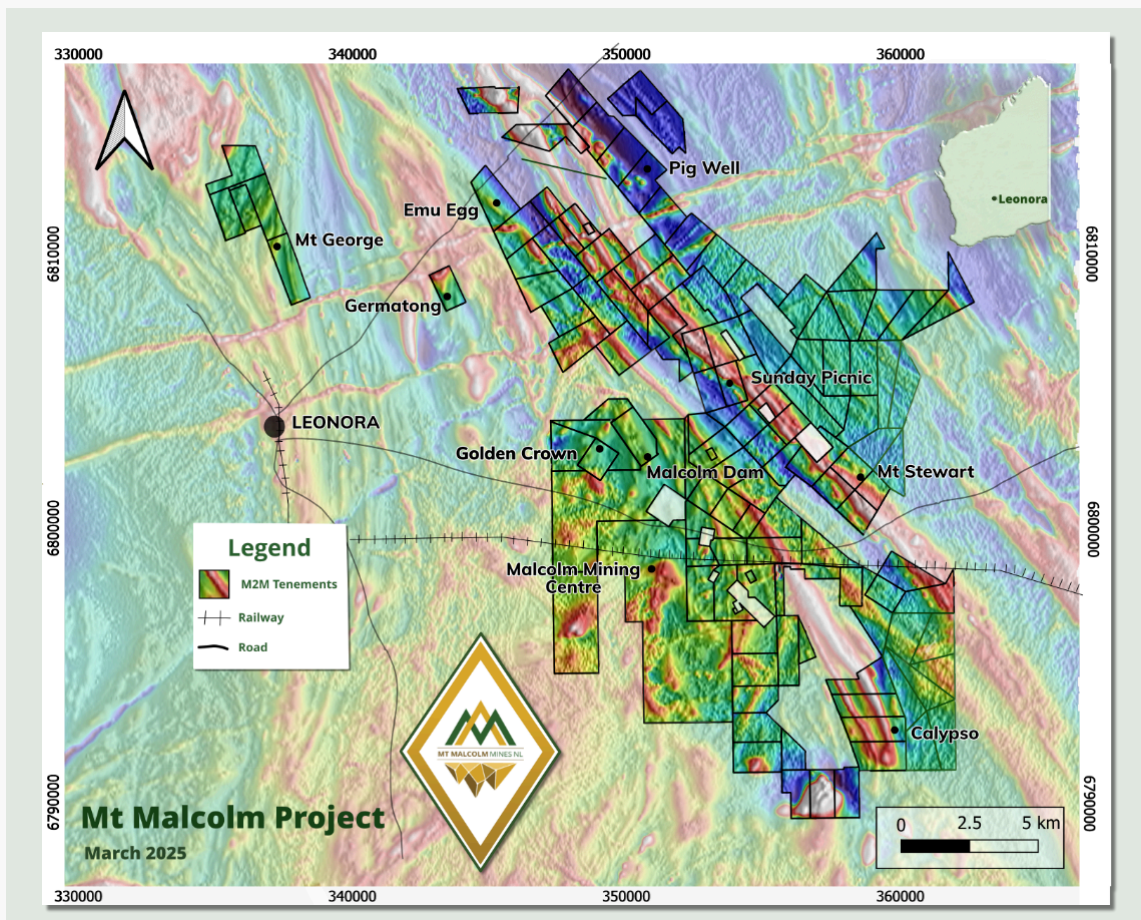 330000
340000
350000
360000
Leonora
Pig Well
Emu Egg
Mt George
6810000
6810000
Germatong
Sunday Picnic
LEONORA
Golden Crown
Malcolm Dam
Mt Stewart
6800000
6800000
Legend
M2M Tenements
Railway
Road
Malcolm Mining
Centre
MT MALCOLM MINES NL
Calypso
6790000
6790000
Mt Malcolm Project
March 2025
0
2.5
5 km
330000
340000
350000
360000